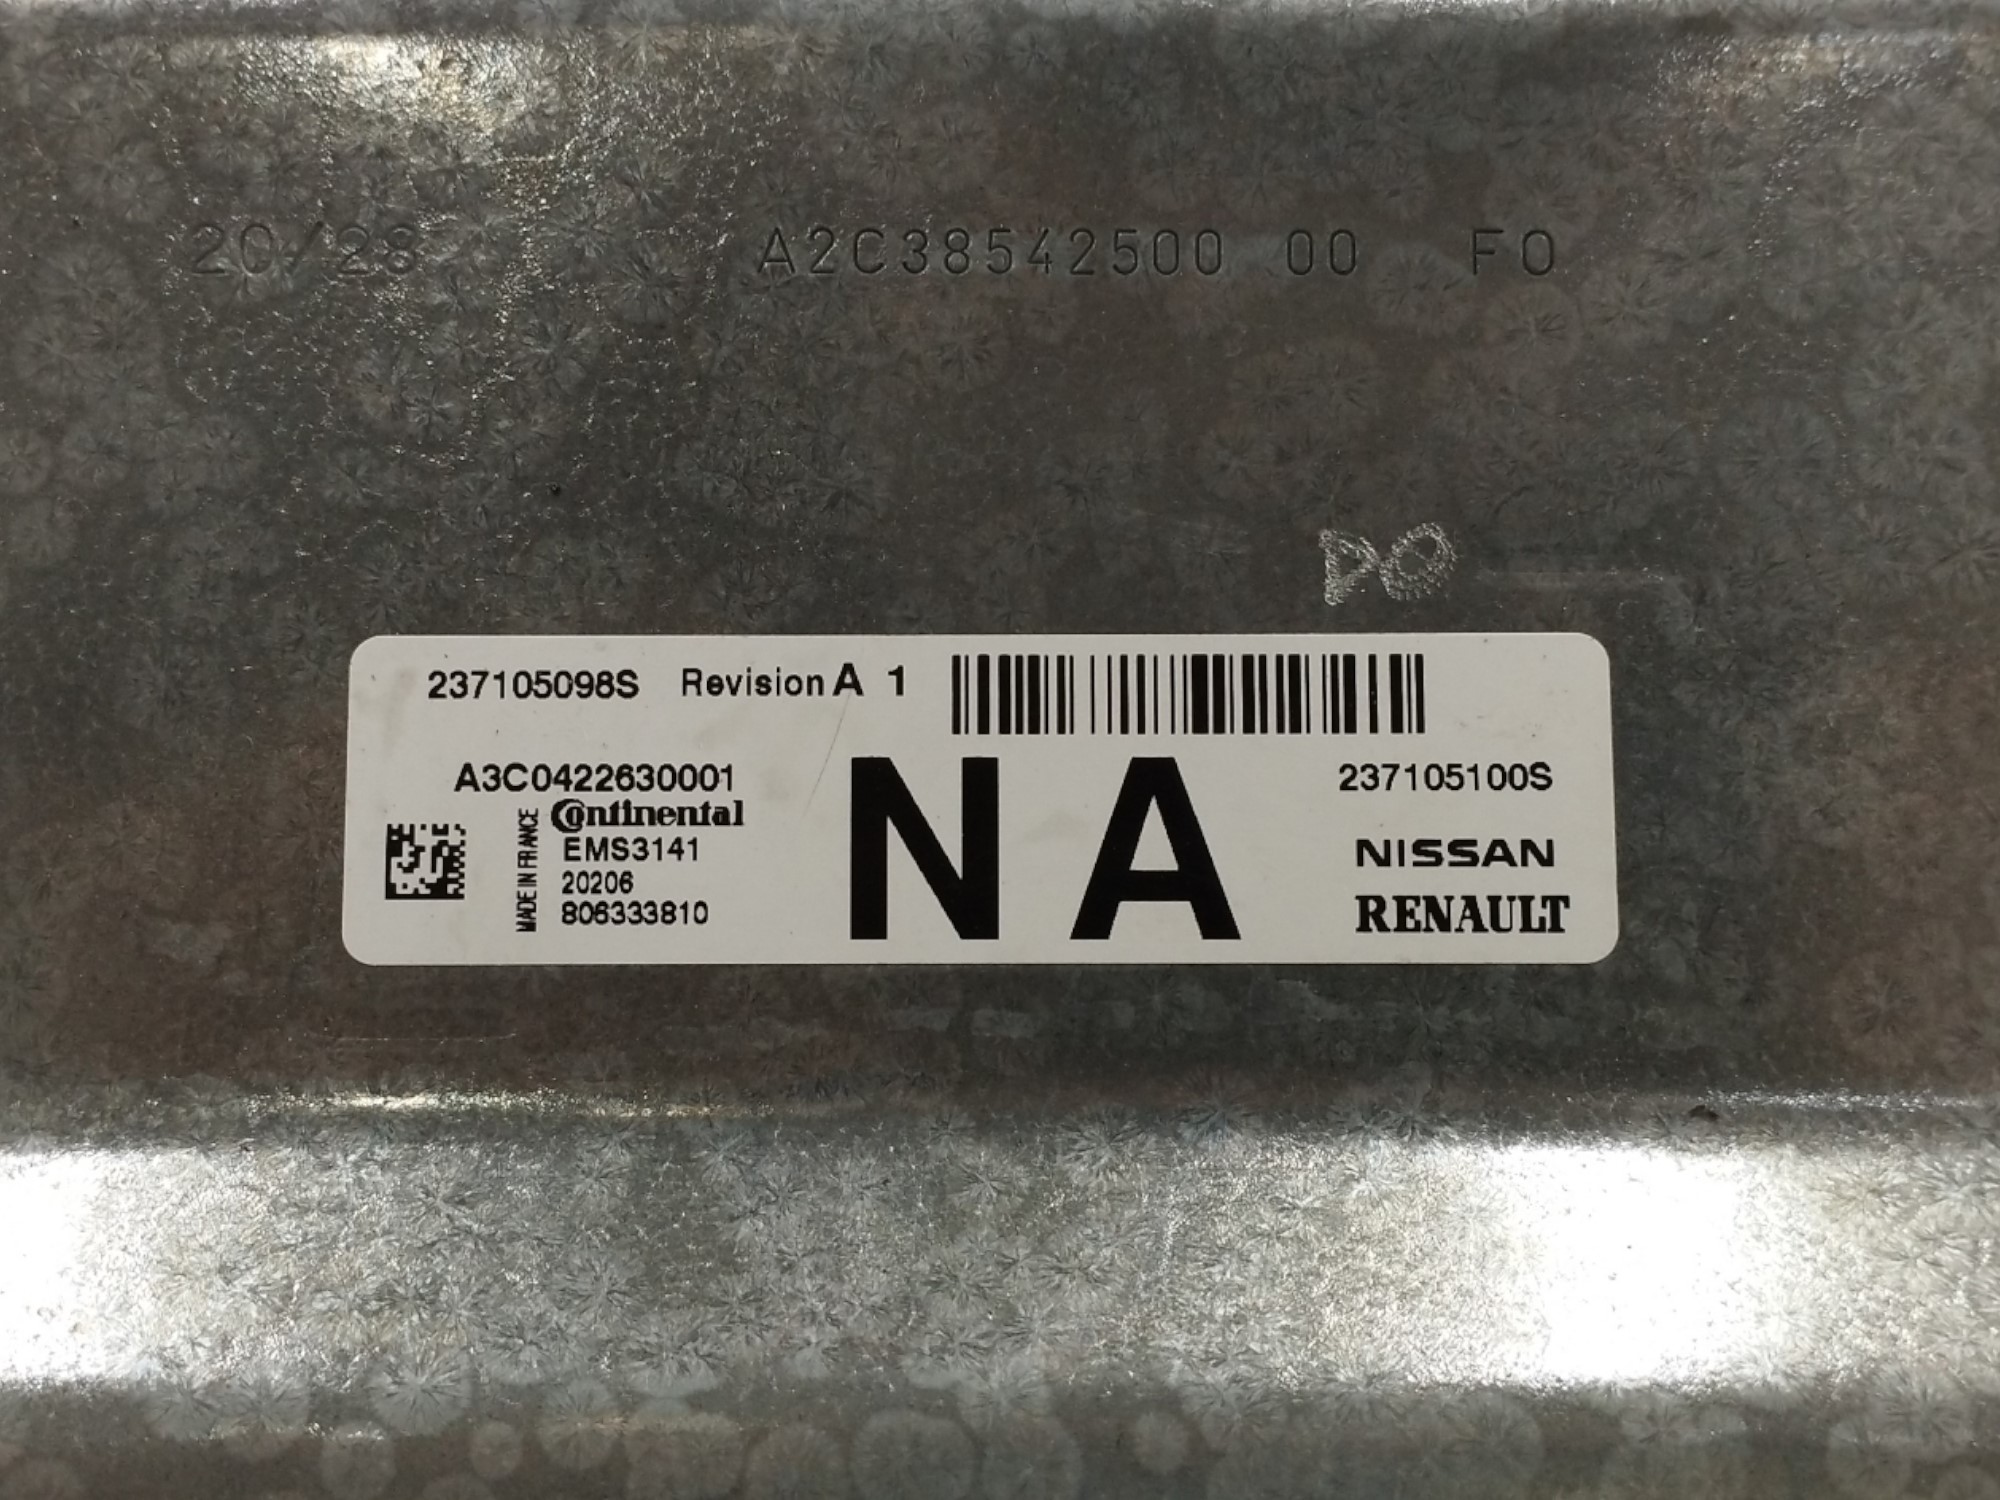 20/28 A2C38542500 00 F0
237105098S Revision A 1
A3C0422630001
Continental
MADE IN FRANCE
EMS3141
20206
806333810
NA
237105100S
NISSAN
RENAULT